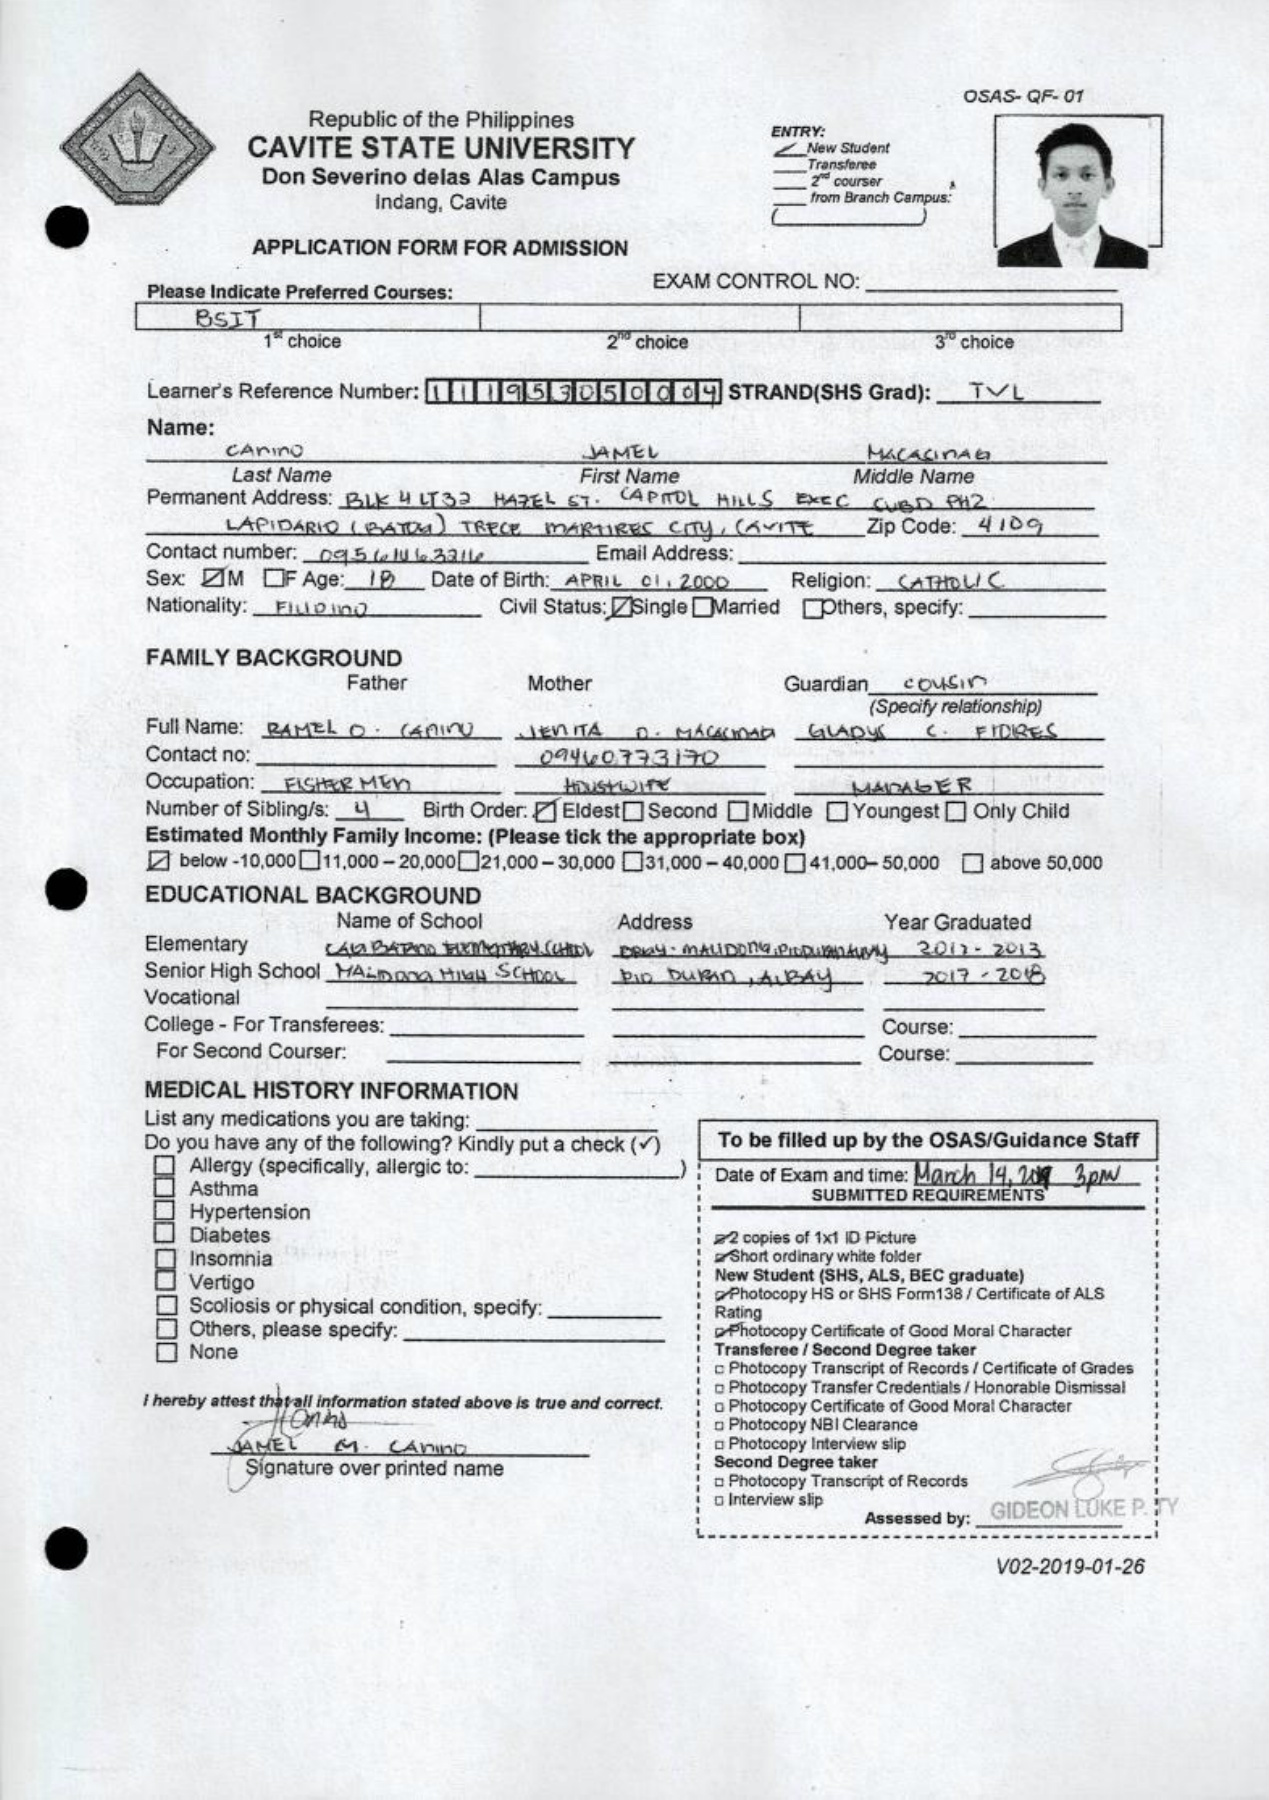 OSAS- QF- 01
Republic of the Philippines
CAVITE STATE UNIVERSITY
Don Severino delas Alas Campus
Indang, Cavite
ENTRY:
New Student
Transferee
2nd courser
from Branch Campus:
APPLICATION FORM FOR ADMISSION
EXAM CONTROL NO:
Please Indicate Preferred Courses:
BSIT
1st choice 2nd choice 3rd choice
Learner's Reference Number: 111953050004 STRAND(SHS Grad): TVL
Name:
CANINO JAMEL MACALINAO
Last Name First Name Middle Name
Permanent Address: BLK 4 LT32 HAZEL ST. CAPITOL HILLS EXEC SUBD PH2
LAPIDARIO TRECE MARTIRES CITY, CAVITE Zip Code: 4109
Contact number: Email Address:
Sex: M F Age: 18 Date of Birth: APRIL 01, 2000 Religion: CATHOLIC
Nationality: FILIPINO Civil Status: Single Married Others, specify:
FAMILY BACKGROUND
Father Mother Guardian COUSIN
(Specify relationship)
Full Name: RAMEL O. CANINO JENITA D. GLADYS C.
Contact no: 09460773170
Occupation: FISHERMEN HOUSEWIFE MANAGER
Number of Sibling/s: 4 Birth Order: Eldest Second Middle Youngest Only Child
Estimated Monthly Family Income: (Please tick the appropriate box)
below -10,000 11,000 – 20,000 21,000 – 30,000 31,000 – 40,000 41,000– 50,000 above 50,000
EDUCATIONAL BACKGROUND
Name of School Address Year Graduated
Elementary ELEMENTARY SCHOOL BRGY. MALIDONG, PIODURAN ALBAY 2012 - 2013
Senior High School MALIDONG HIGH SCHOOL PIO DURAN, ALBAY 2017 - 2018
Vocational
College - For Transferees: Course:
For Second Courser: Course:
MEDICAL HISTORY INFORMATION
List any medications you are taking:
Do you have any of the following? Kindly put a check (✓)
Allergy (specifically, allergic to: )
Asthma
Hypertension
Diabetes
Insomnia
Vertigo
Scoliosis or physical condition, specify:
Others, please specify:
None
I hereby attest that all information stated above is true and correct.
JAMEL M. CANINO
Signature over printed name
To be filled up by the OSAS/Guidance Staff
Date of Exam and time: March 14, 2019 3pm
SUBMITTED REQUIREMENTS
2 copies of 1x1 ID Picture
Short ordinary white folder
New Student (SHS, ALS, BEC graduate)
Photocopy HS or SHS Form138 / Certificate of ALS
Rating
Photocopy Certificate of Good Moral Character
Transferee / Second Degree taker
Photocopy Transcript of Records / Certificate of Grades
Photocopy Transfer Credentials / Honorable Dismissal
Photocopy Certificate of Good Moral Character
Photocopy NBI Clearance
Photocopy Interview slip
Second Degree taker
Photocopy Transcript of Records
Interview slip
Assessed by: GIDEON LUKE P. TY
V02-2019-01-26